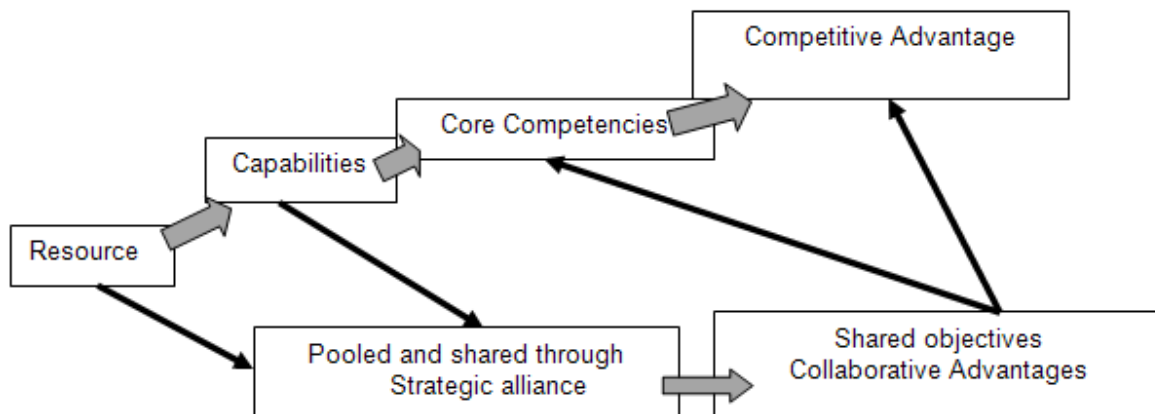 Competitive Advantage
Core Competencies
Capabilities
Resource
Pooled and shared through
Strategic alliance
Shared objectives
Collaborative Advantages